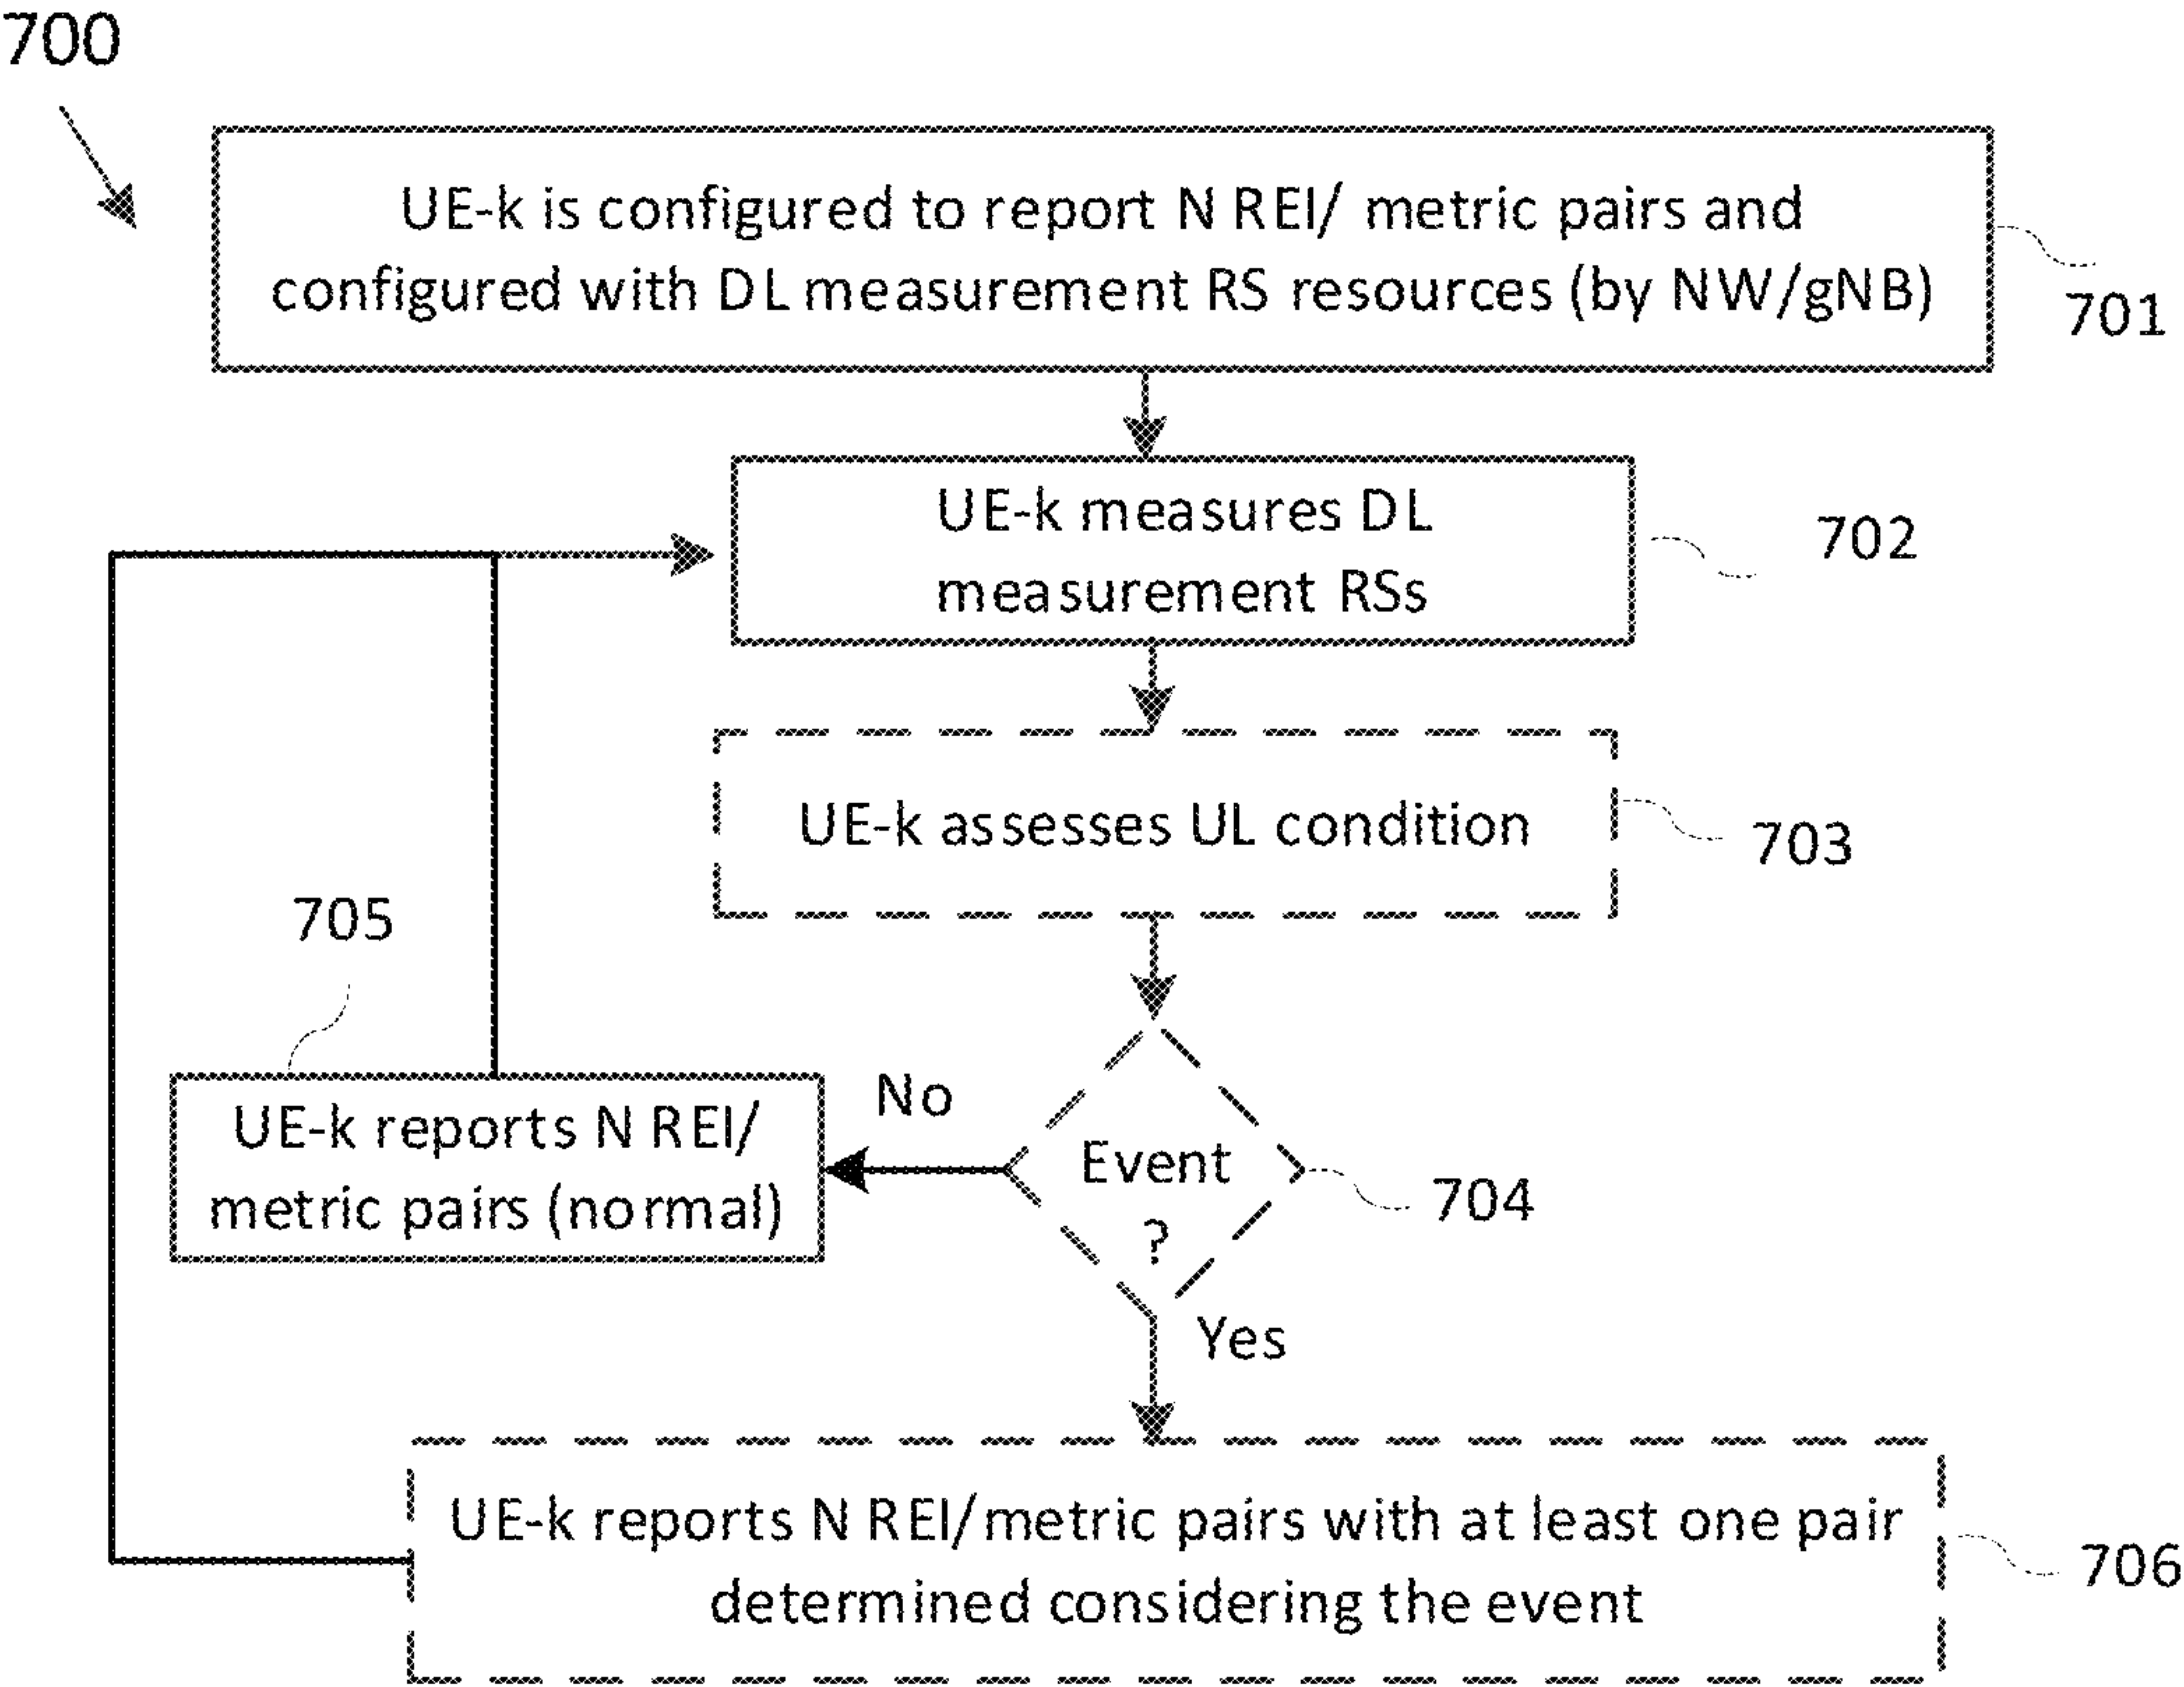 700
UE-k is configured to report N REI/ metric pairs and
configured with DL measurement RS resources (by NW/gNB)
701
UE-k measures DL
measurement RSs
702
UE-k assesses UL condition
703
705
UE-k reports N REI/
metric pairs (normal)
No
Event
?
704
Yes
UE-k reports N REI/metric pairs with at least one pair
determined considering the event
706